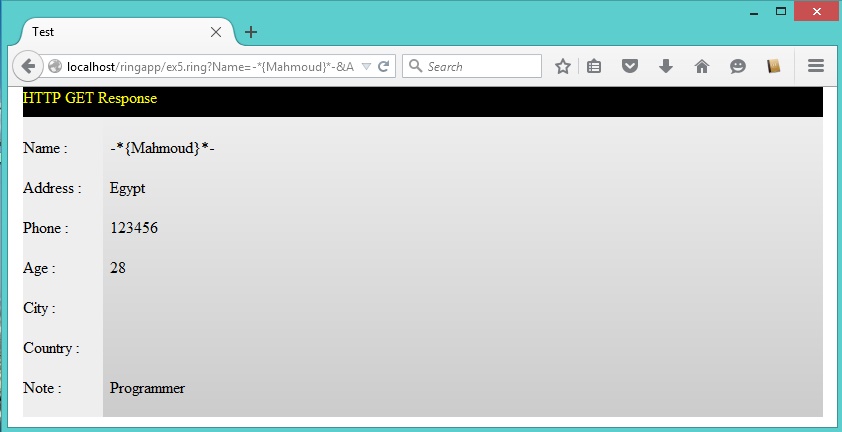 Test
localhost/ringapp/ex5.ring?Name=-*{Mahmoud}*-&A
Search
HTTP GET Response
Name : -*{Mahmoud}*-
Address : Egypt
Phone : 123456
Age : 28
City :
Country :
Note : Programmer